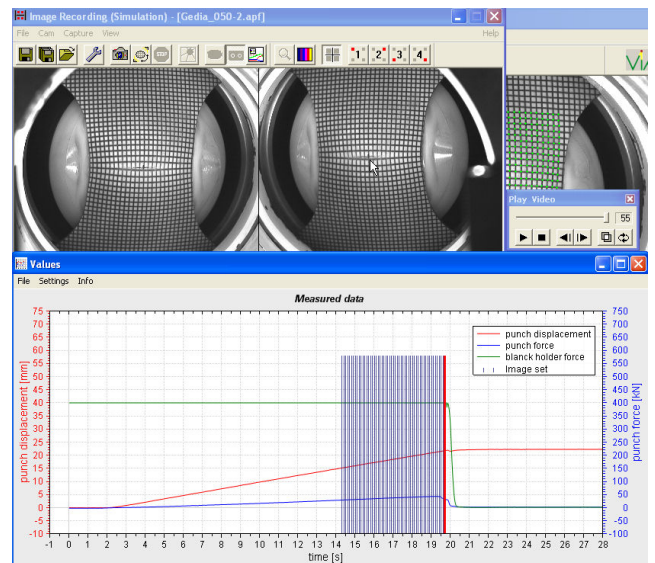 Image Recording (Simulation) - [Gedia_050-2.apf]
File Cam Capture View Help
1 2 3 4
Play Video
55
Values
File Settings Info
Measured data
punch displacement
punch force
blanck holder force
Image set
punch displacement [mm]
75
70
65
60
55
50
45
40
35
30
25
20
15
10
5
0
-5
-10
punch force [kN]
750
700
650
600
550
500
450
400
350
300
250
200
150
100
50
0
-50
-100
-1 0 1 2 3 4 5 6 7 8 9 10 11 12 13 14 15 16 17 18 19 20 21 22 23 24 25 26 27 28
time [s]